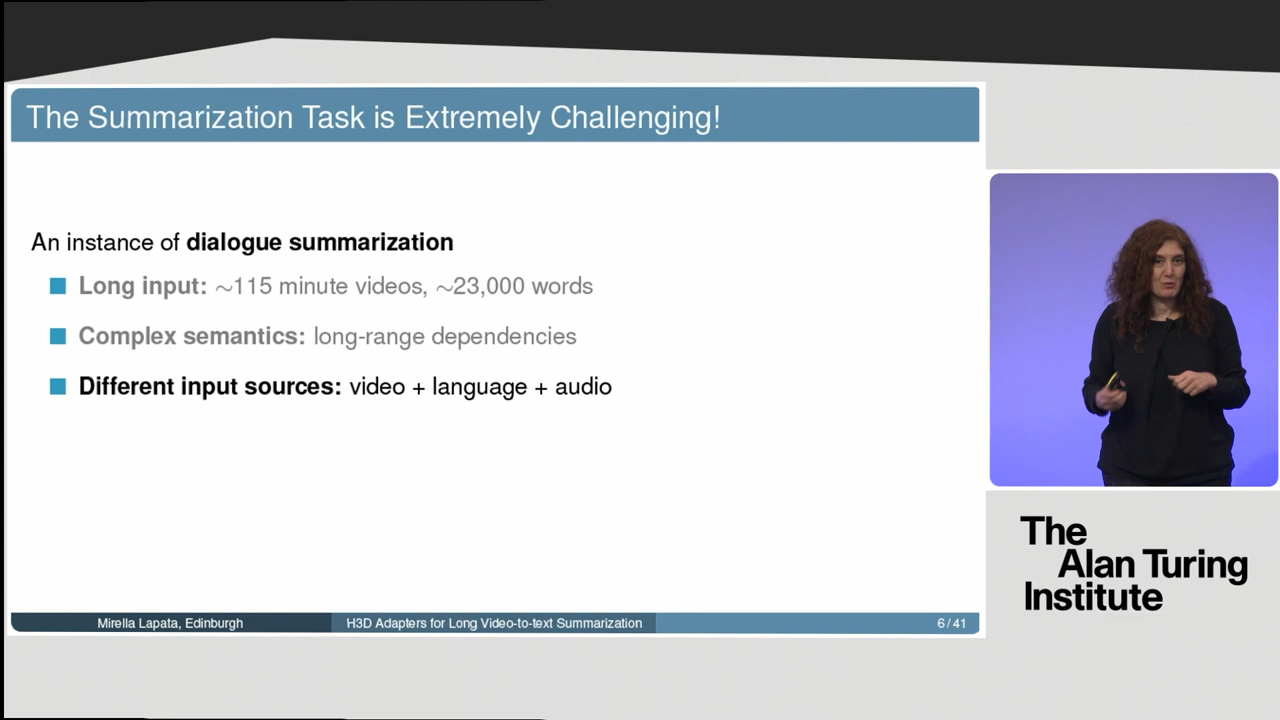 The Summarization Task is Extremely Challenging!
An instance of dialogue summarization
Long input: ~115 minute videos, ~23,000 words
Complex semantics: long-range dependencies
Different input sources: video + language + audio
Mirella Lapata, Edinburgh
H3D Adapters for Long Video-to-text Summarization
6/41
The
Alan Turing
Institute